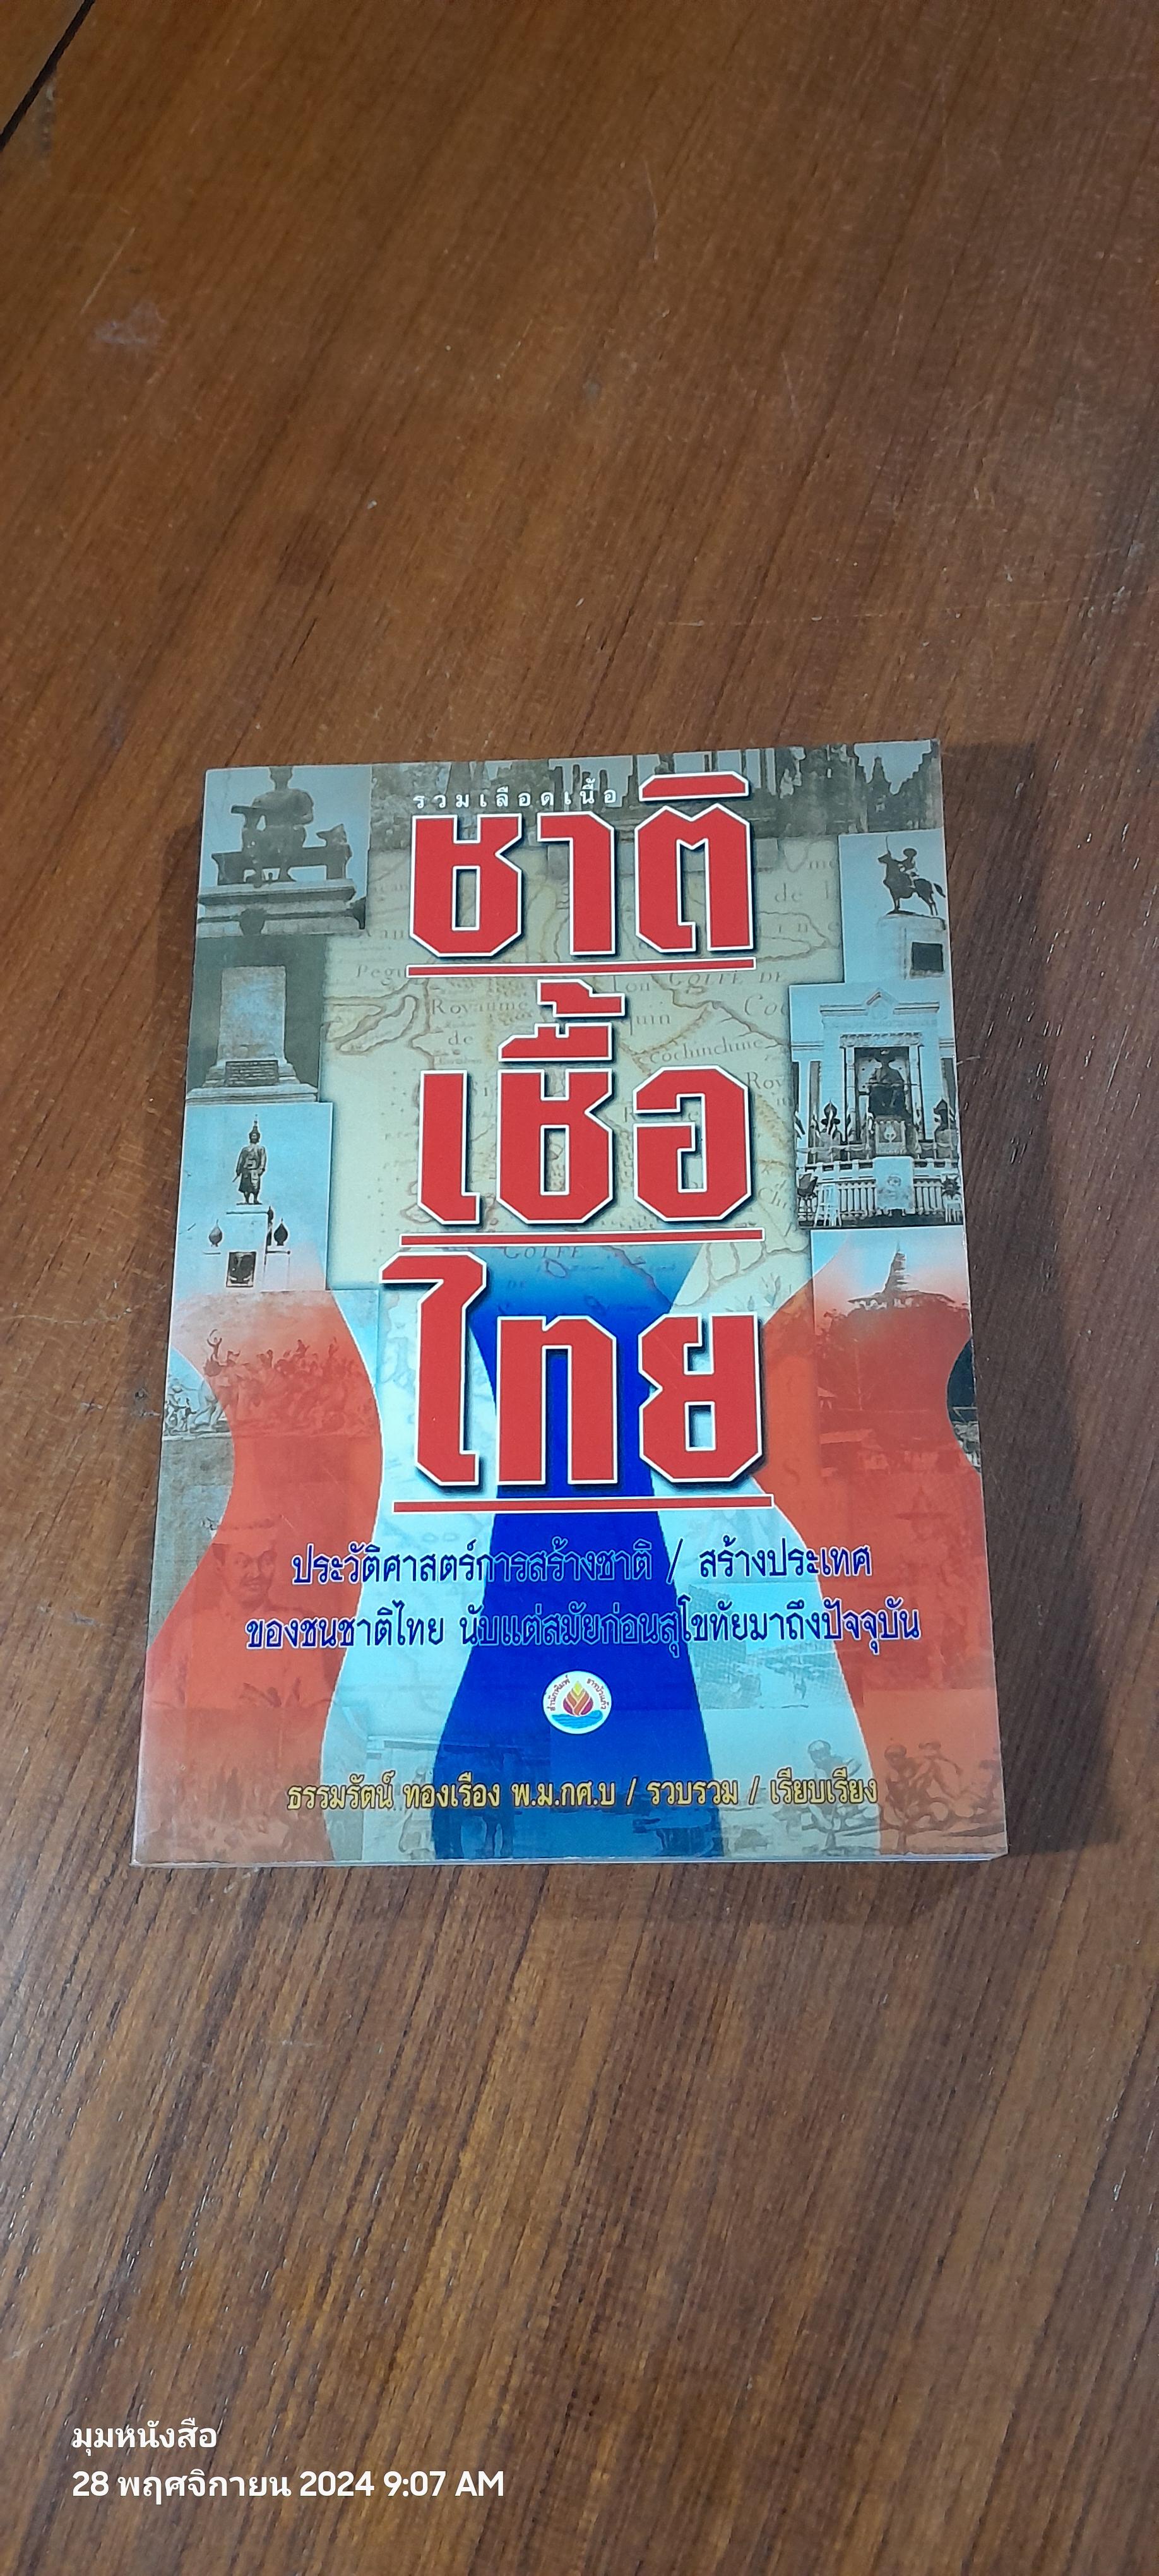 รวมเลือดเนื้อ
ชาติ
เชื้อ
ไทย
ประวัติศาสตร์การสร้างชาติ / สร้างประเทศ
ของชนชาติไทย นับแต่สมัยก่อนสุโขทัยมาถึงปัจจุบัน
สำนักพิมพ์
ธรรมรัตน์ ทองเรือง พ.ม.กศ.บ / รวบรวม / เรียบเรียง
มุมหนังสือ
28 พฤศจิกายน 2024 9:07 AM